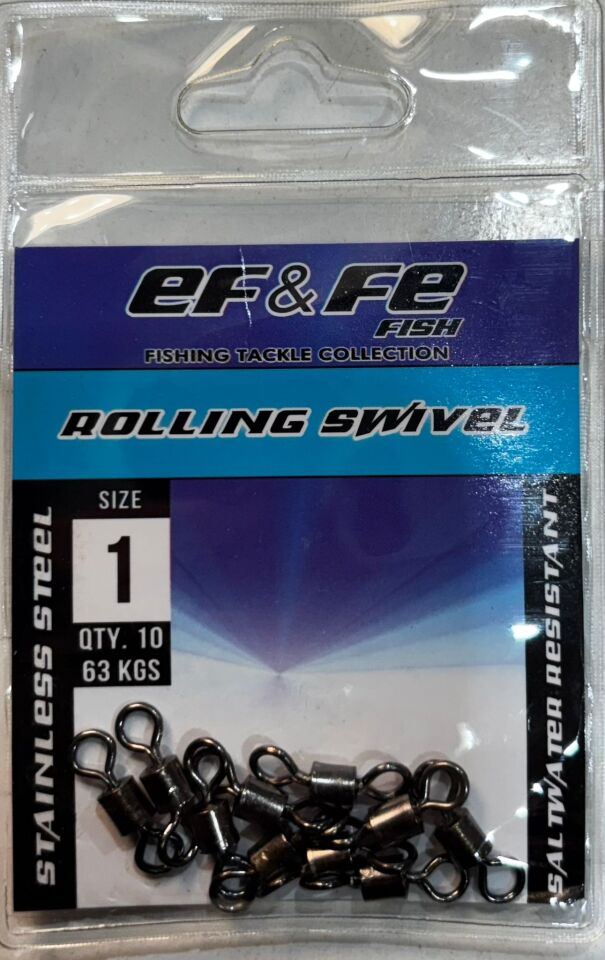 EF&FE
FISH
FISHING TACKLE COLLECTION
ROLLING SWIVEL
SIZE
1
QTY. 10
63 KGS
STAINLESS STEEL
SALTWATER RESISTANT